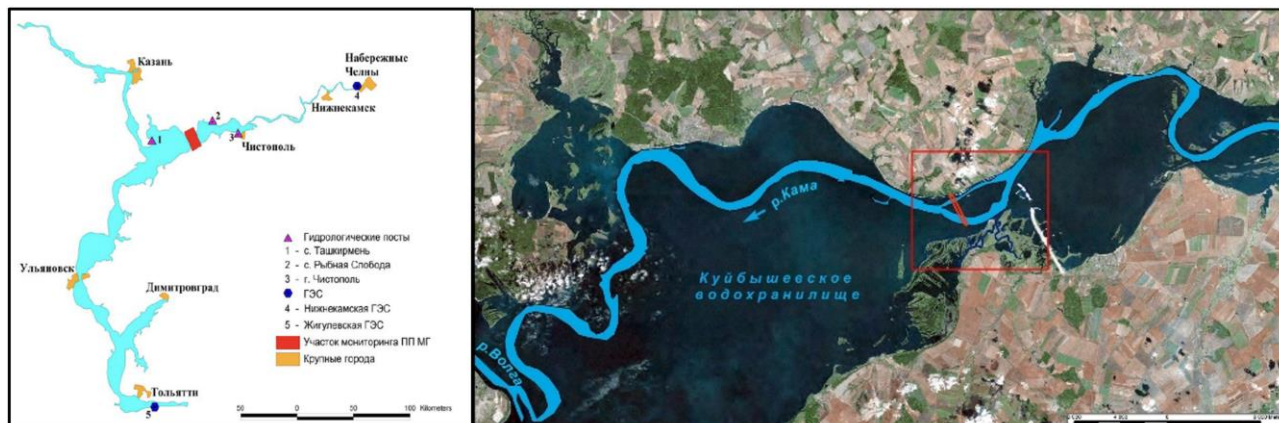 Казань
Набережные
Челны
4
Нижнекамск
2
1
3
Чистополь
Гидрологические посты
1 - с. Ташкирмень
2 - с. Рыбная Слобода
3 - г. Чистополь
ГЭС
4 - Нижнекамская ГЭС
5 - Жигулевская ГЭС
Участок мониторинга ПП МГ
Крупные города
Ульяновск
Димитровград
Тольятти
5
50 0 50 100 Kilometers
р.Кама
Куйбышевское
водохранилище
р.Волга